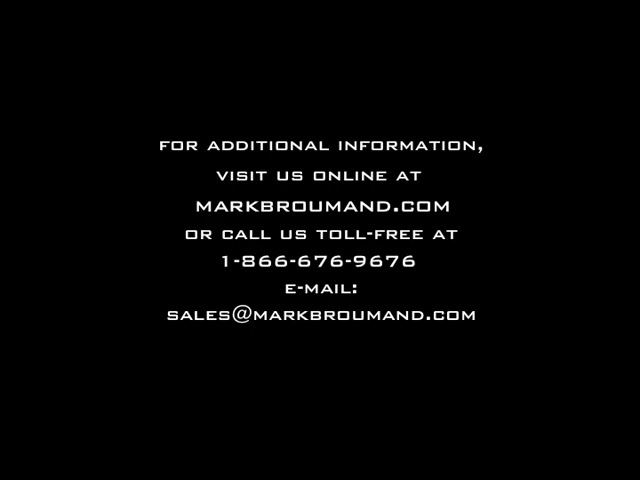 FOR ADDITIONAL INFORMATION,
VISIT US ONLINE AT
MARKBROUMAND.COM
OR CALL US TOLL-FREE AT
1-866-676-9676
E-MAIL:
SALES@MARKBROUMAND.COM